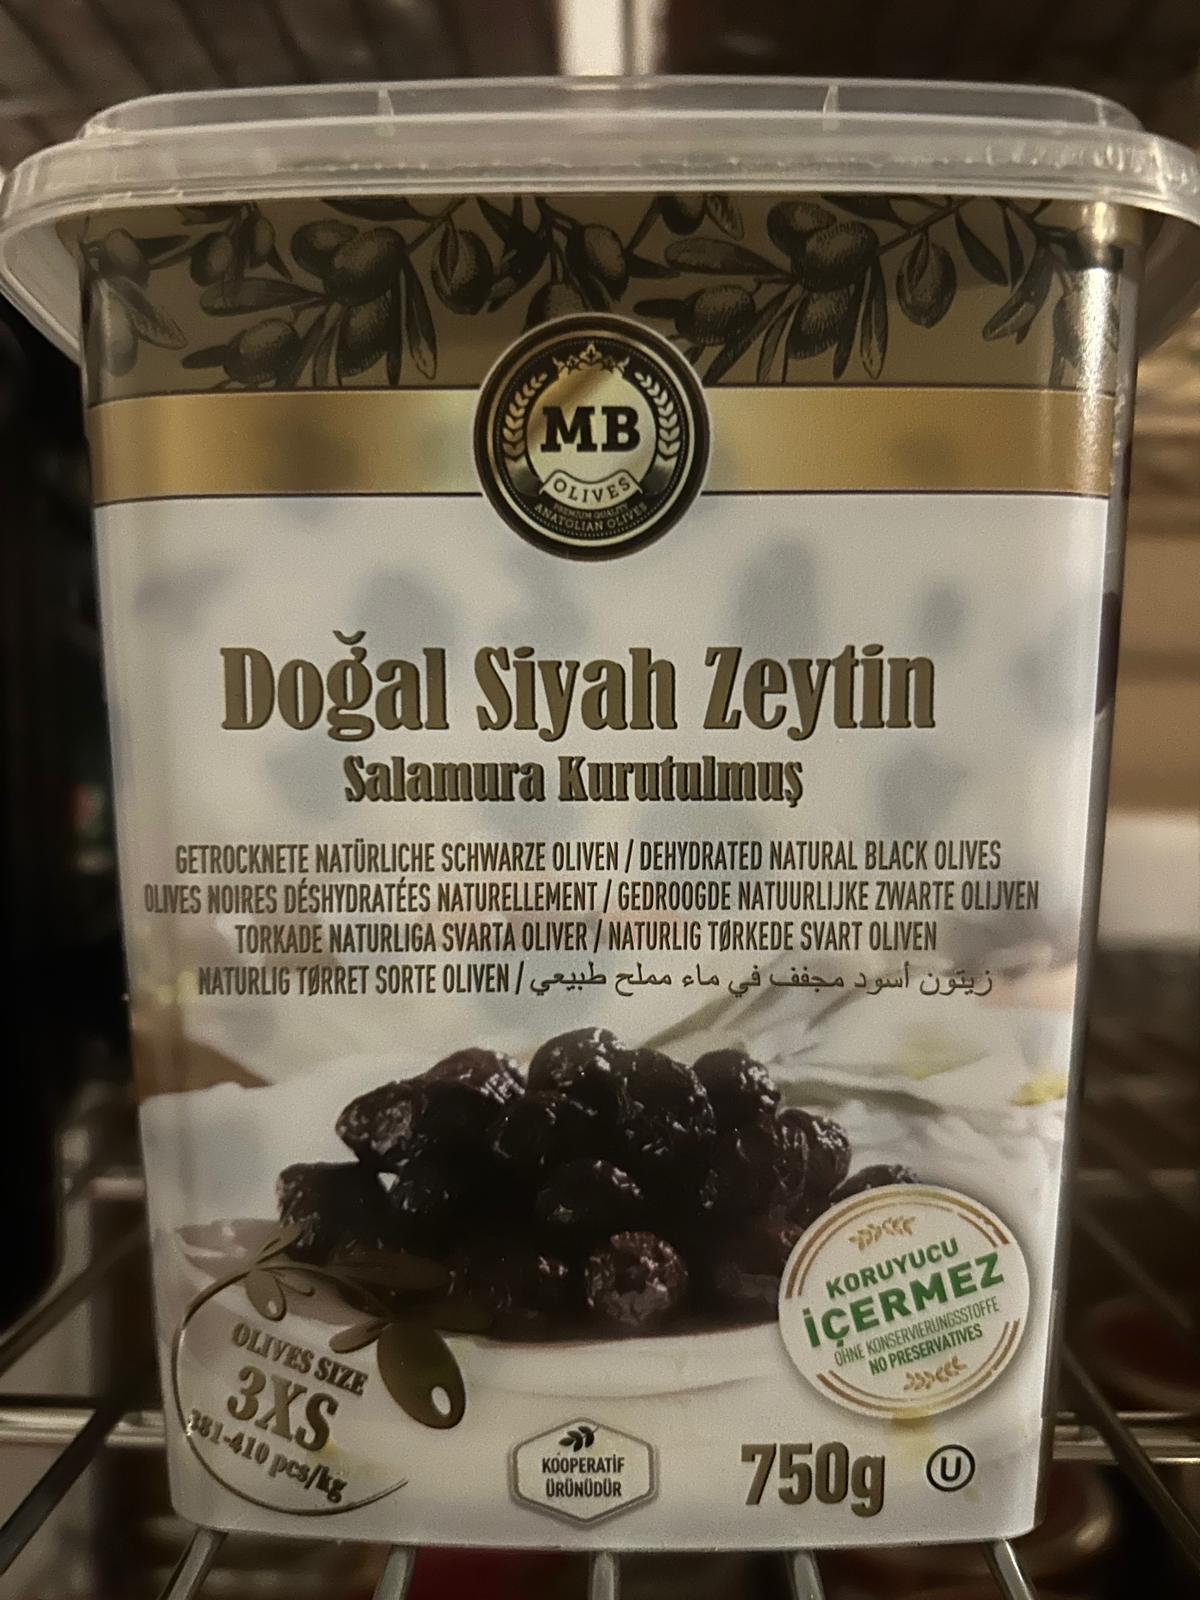 MB
OLIVES
PREMIUM QUALITY
ANATOLIAN OLIVES
Doğal Siyah Zeytin
Salamura Kurutulmuş
GETROCKNETE NATÜRLICHE SCHWARZE OLIVEN / DEHYDRATED NATURAL BLACK OLIVES
OLIVES NOIRES DÉSHYDRATÉES NATURELLEMENT / GEDROOGDE NATUURLIJKE ZWARTE OLIJVEN
TORKADE NATURLIGA SVARTA OLIVER / NATURLIG TØRKEDE SVART OLIVEN
NATURLIG TØRRET SORTE OLIVEN / زيتون أسود مجفف في ماء مملح طبيعي
KORUYUCU
İÇERMEZ
OHNE KONSERVIERUNGSSTOFFE
NO PRESERVATIVES
OLIVES SIZE
3XS
381-410 pcs/kg
KOOPERATİF
ÜRÜNÜDÜR
750g
U